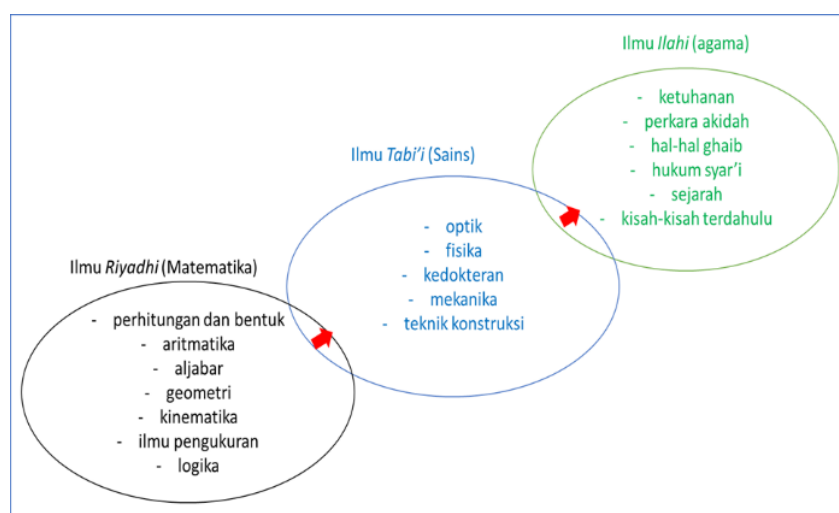 Ilmu Ilahi (agama)
- ketuhanan
- perkara akidah
- hal-hal ghaib
- hukum syar’i
- sejarah
- kisah-kisah terdahulu
Ilmu Tabi’i (Sains)
- optik
- fisika
- kedokteran
- mekanika
- teknik konstruksi
Ilmu Riyadhi (Matematika)
- perhitungan dan bentuk
- aritmatika
- aljabar
- geometri
- kinematika
- ilmu pengukuran
- logika